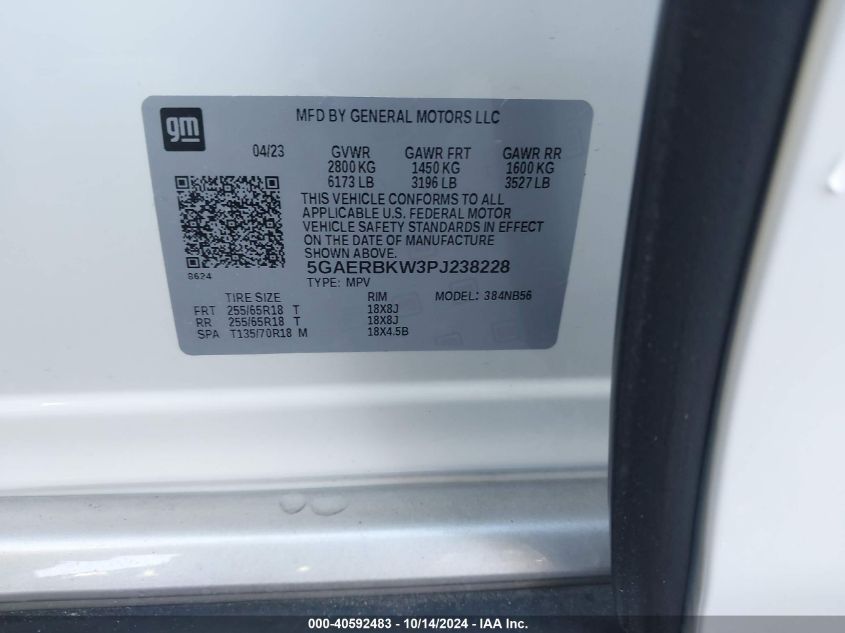 gm
MFD BY GENERAL MOTORS LLC
04/23 GVWR GAWR FRT GAWR RR
2800 KG 1450 KG 1600 KG
6173 LB 3196 LB 3527 LB
THIS VEHICLE CONFORMS TO ALL
APPLICABLE U.S. FEDERAL MOTOR
VEHICLE SAFETY STANDARDS IN EFFECT
ON THE DATE OF MANUFACTURE
SHOWN ABOVE.
8624
5GAERBKW3PJ238228
TYPE: MPV
TIRE SIZE RIM MODEL: 384NB56
FRT 255/65R18 T 18X8J
RR 255/65R18 T 18X8J
SPA T135/70R18 M 18X4.5B
000-40592483 - 10/14/2024 - IAA Inc.